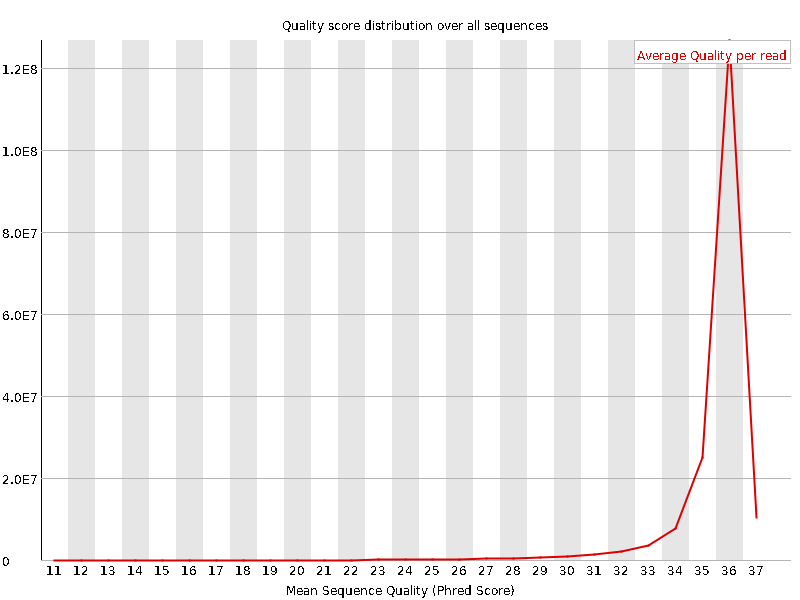 Quality score distribution over all sequences
Average Quality per read
1.2E8
1.0E8
8.0E7
6.0E7
4.0E7
2.0E7
0
11 12 13 14 15 16 17 18 19 20 21 22 23 24 25 26 27 28 29 30 31 32 33 34 35 36 37
Mean Sequence Quality (Phred Score)